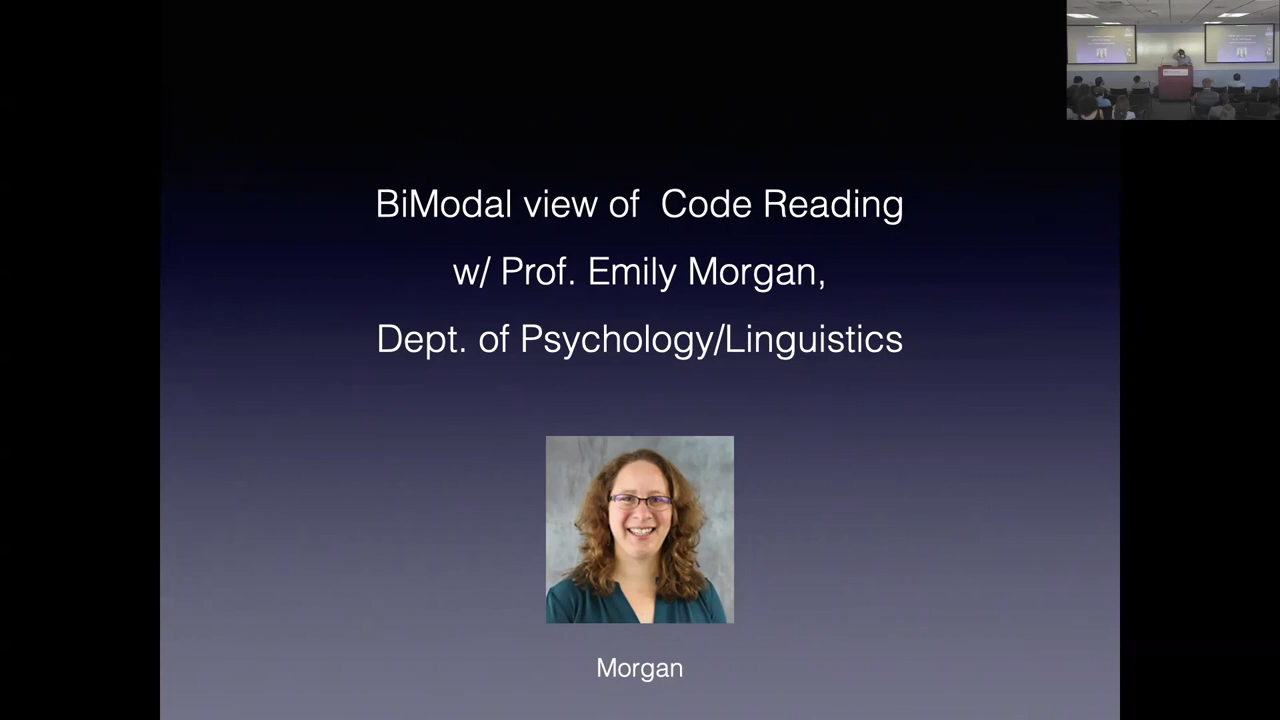 BiModal view of Code Reading
w/ Prof. Emily Morgan,
Dept. of Psychology/Linguistics
Morgan